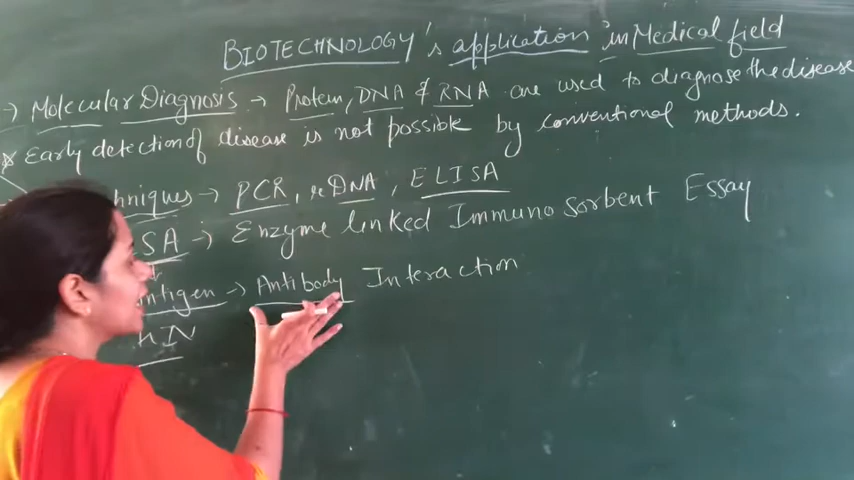 BIOTECHNOLOGY's application in Medical field
→ Molecular Diagnosis → Protein, DNA & RNA are used to diagnose the disease
* Early detection of disease is not possible by conventional methods.
hniques → PCR, rDNA, ELISA
SA → Enzyme linked Immuno sorbent Essay
ntigen → Antibody Interaction